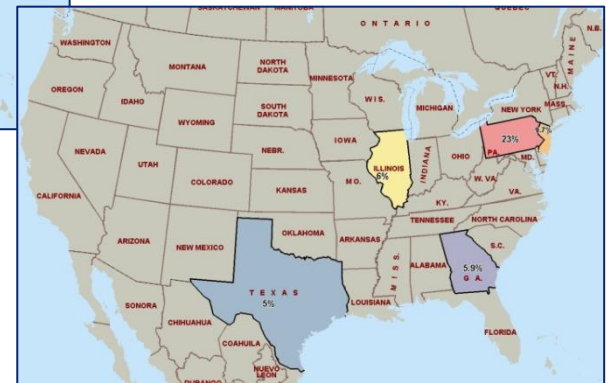 SASKATCHEWAN
MANITOBA
QUEBEC
ONTARIO
N.B.
WASHINGTON
MONTANA
NORTH
DAKOTA
MINNESOTA
MAINE
VT.
N.H.
OREGON
IDAHO
SOUTH
DAKOTA
WIS.
MICHIGAN
NEW YORK
MASS.
WYOMING
IOWA
23%
PA.
NEVADA
UTAH
NEBR.
ILLINOIS
6%
INDIANA
OHIO
MD.
COLORADO
KANSAS
MO.
W. VA.
VA.
KY.
CALIFORNIA
TENNESSEE
NORTH CAROLINA
ARIZONA
NEW MEXICO
OKLAHOMA
ARKANSAS
MISS.
ALABAMA
S.C.
5.9%
G A.
TEXAS
5%
LOUISIANA
SONORA
CHIHUAHUA
FLORIDA
COAHUILA
NUEVO
LEON
DURANGO